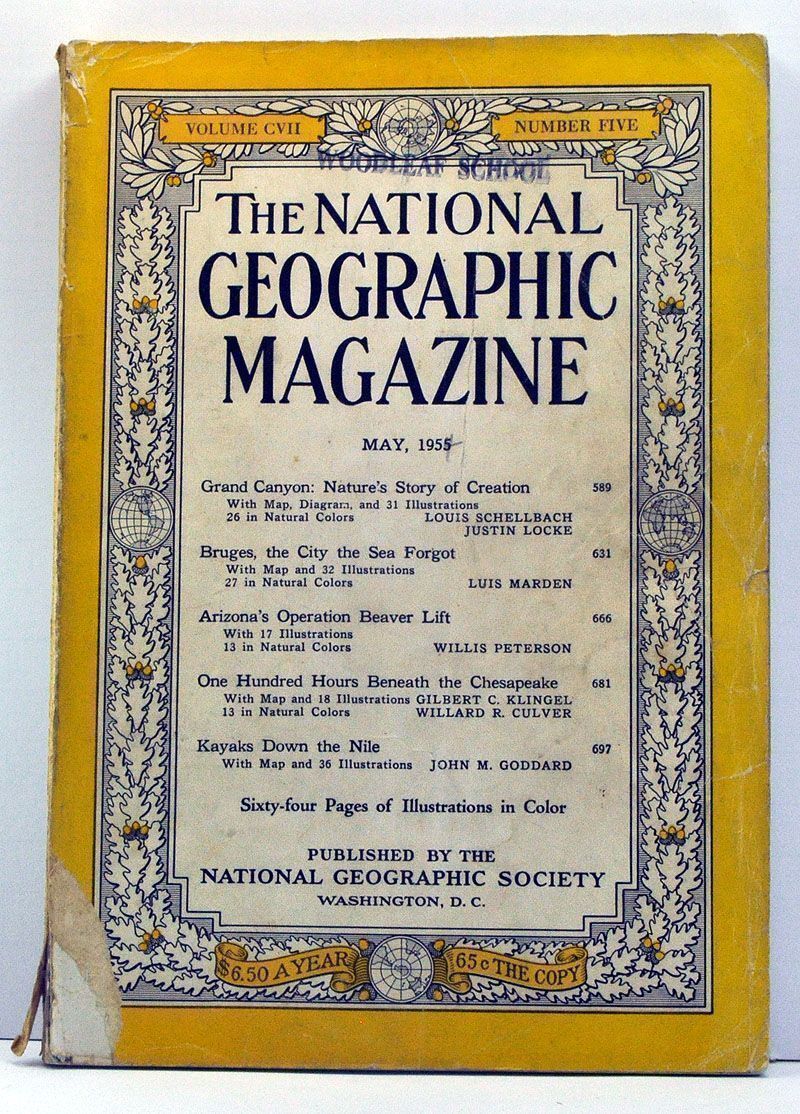 VOLUME CVII NUMBER FIVE
WOODLEAF SCHOOL
THE NATIONAL
GEOGRAPHIC
MAGAZINE
MAY, 1955
Grand Canyon: Nature's Story of Creation 589
With Map, Diagram, and 31 Illustrations
26 in Natural Colors LOUIS SCHELLBACH
JUSTIN LOCKE
Bruges, the City the Sea Forgot 631
With Map and 32 Illustrations
27 in Natural Colors LUIS MARDEN
Arizona's Operation Beaver Lift 666
With 17 Illustrations
13 in Natural Colors WILLIS PETERSON
One Hundred Hours Beneath the Chesapeake 681
With Map and 18 Illustrations GILBERT C. KLINGEL
13 in Natural Colors WILLARD R. CULVER
Kayaks Down the Nile 697
With Map and 36 Illustrations JOHN M. GODDARD
Sixty-four Pages of Illustrations in Color
PUBLISHED BY THE
NATIONAL GEOGRAPHIC SOCIETY
WASHINGTON, D. C.
$6.50 A YEAR 65c THE COPY